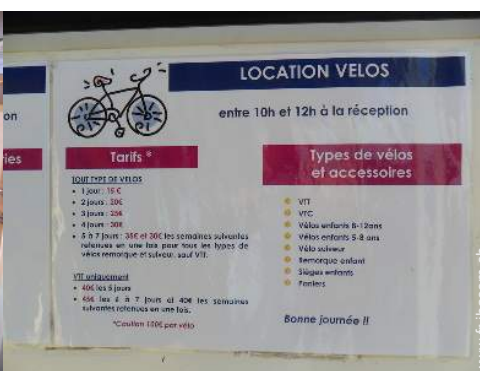 on
ries
LOCATION VELOS
entre 10h et 12h à la réception
Tarifs *
TOUT TYPE DE VELOS
1 jour : 15 €
2 jours : 20€
3 jours : 25€
4 jours : 30€
5 à 7 jours : 35€ et 30€ les semaines suivantes
retenues en une fois pour tous les types de
vélos remorque et suiveur, sauf VTT.
VTT uniquement
40€ les 5 jours
45€ les 6 à 7 jours et 40€ les semaines
suivantes retenues en une fois.
*Caution 150€ par vélo
Types de vélos
et accessoires
VTT
VTC
Vélos enfants 8-12ans
Vélos enfants 5-8 ans
Vélo suiveur
Remorque enfant
Sièges enfants
Paniers
Bonne journée !!